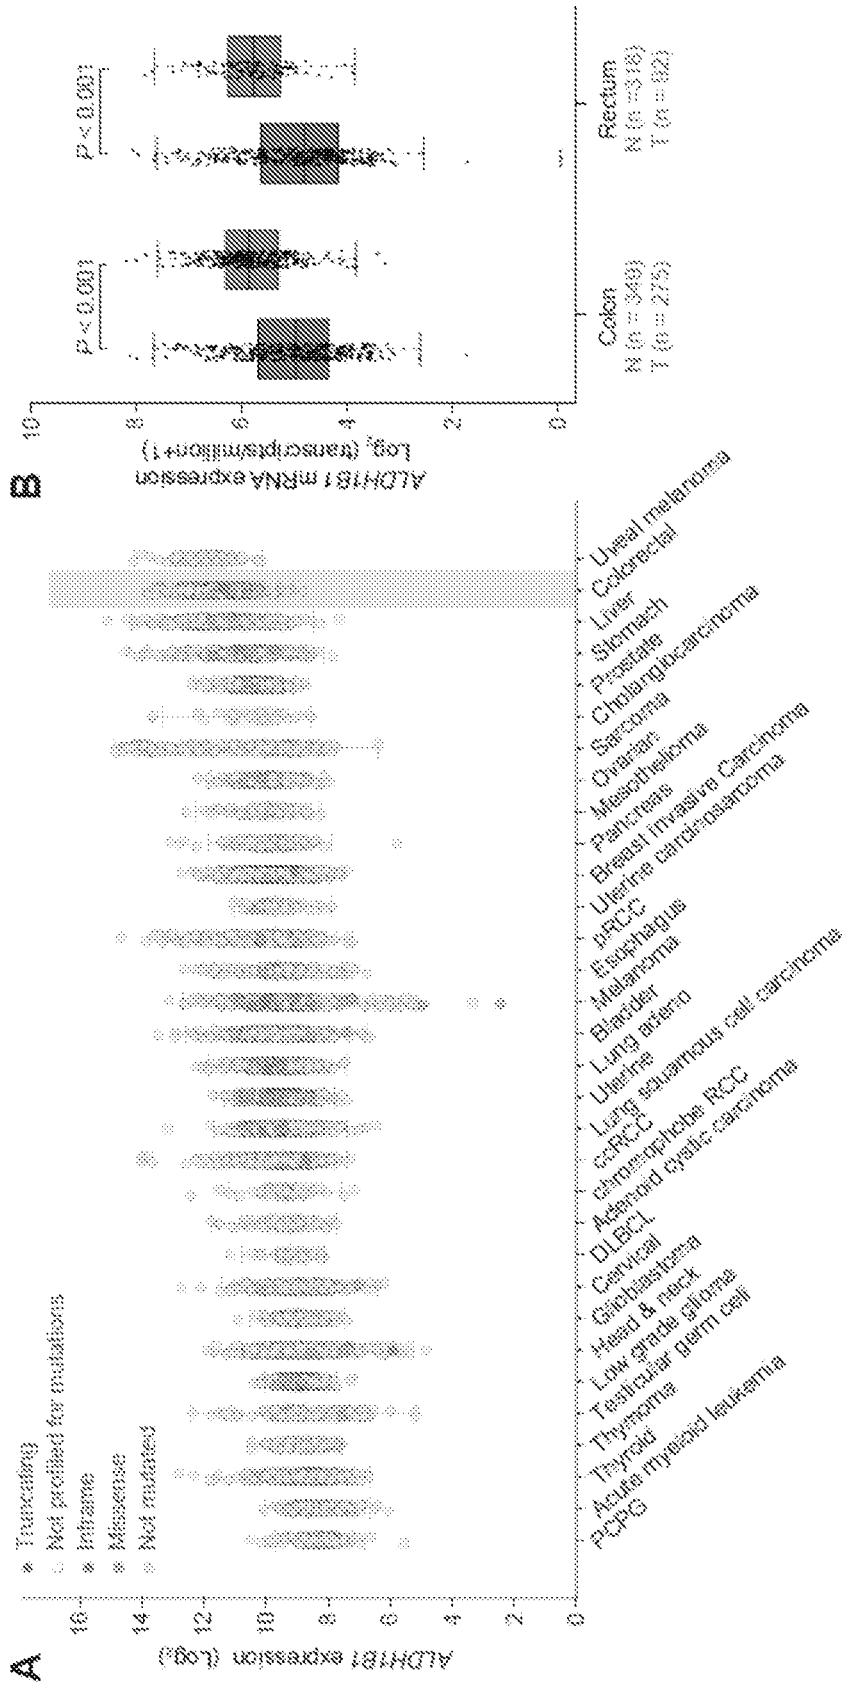 A
ALDH1B1 expression (Log₂)
16
14
12
10
8
6
4
2
0
Truncating
Not profiled for mutations
Inframe
Missense
Not mutated
PCPG
Acute myeloid leukemia
Thyroid
Thymoma
Testicular germ cell
Low grade glioma
Head & neck
Glioblastoma
Cervical
DLBCL
Adenoid cystic carcinoma
chromophobe RCC
ccRCC
Lung squamous cell carcinoma
Uterine
Lung adeno
Bladder
Melanoma
Esophagus
pRCC
Uterine carcinosarcoma
Breast Invasive Carcinoma
Pancreas
Mesothelioma
Ovarian
Sarcoma
Cholangiocarcinoma
Prostate
Stomach
Liver
Colorectal
Uveal melanoma
B
ALDH1B1 mRNA expression
Log₂ (transcripts/million+1)
10
8
6
4
2
0
P < 0.001
P < 0.001
Colon
N (n = 349)
T (n = 275)
Rectum
N (n =318)
T (n = 92)